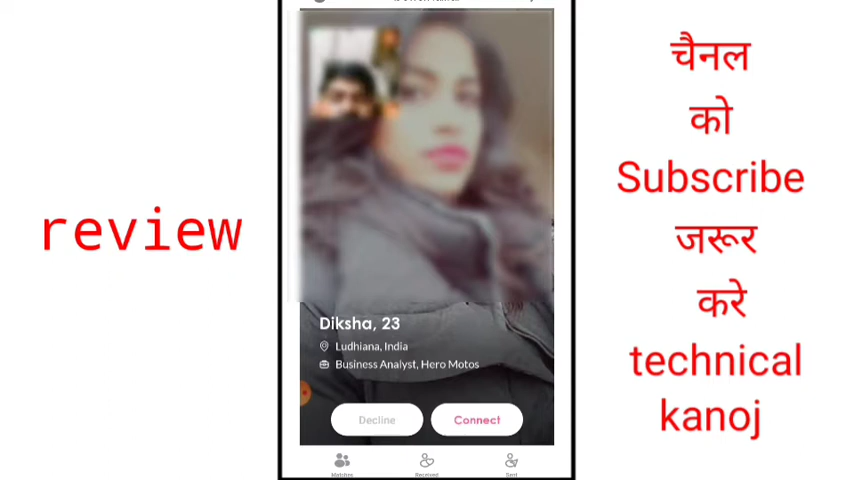 review
Diksha, 23
Ludhiana, India
Business Analyst, Hero Motos
Decline
Connect
Matches
Received
Sent
चैनल
को
Subscribe
जरूर
करे
technical
kanoj